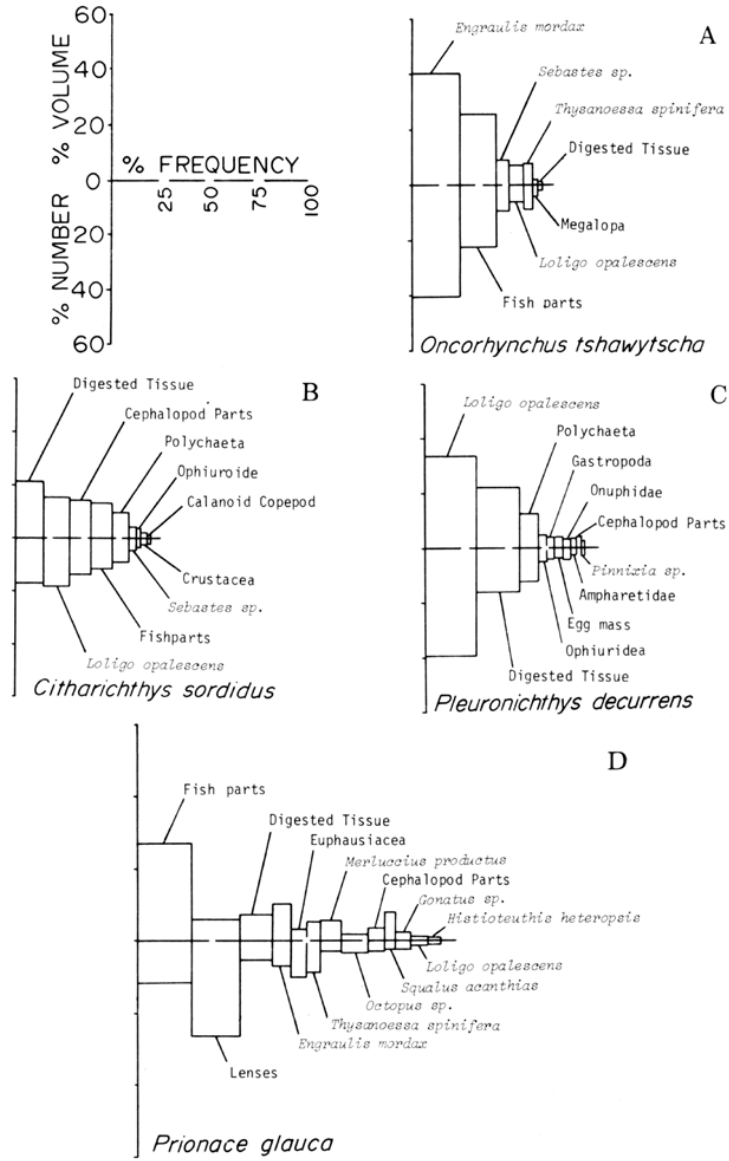 60
40
20
0
20
40
60
% VOLUME
% NUMBER
% FREQUENCY
25
50
75
100
A
Engraulis mordax
Sebastes sp.
Thysanoessa spinifera
Digested Tissue
Megalopa
Loligo opalescens
Fish parts
Oncorhynchus tshawytscha
B
Digested Tissue
Cephalopod Parts
Polychaeta
Ophiuroide
Calanoid Copepod
Crustacea
Sebastes sp.
Fishparts
Loligo opalescens
Citharichthys sordidus
C
Loligo opalescens
Polychaeta
Gastropoda
Onuphidae
Cephalopod Parts
Pinnixia sp.
Ampharetidae
Egg mass
Ophiuridea
Digested Tissue
Pleuronichthys decurrens
D
Fish parts
Digested Tissue
Euphausiacea
Merluccius productus
Cephalopod Parts
Gonatus sp.
Histioteuthis heteropsis
Loligo opalescens
Squalus acanthias
Octopus sp.
Thysanoessa spinifera
Engraulis mordax
Lenses
Prionace glauca